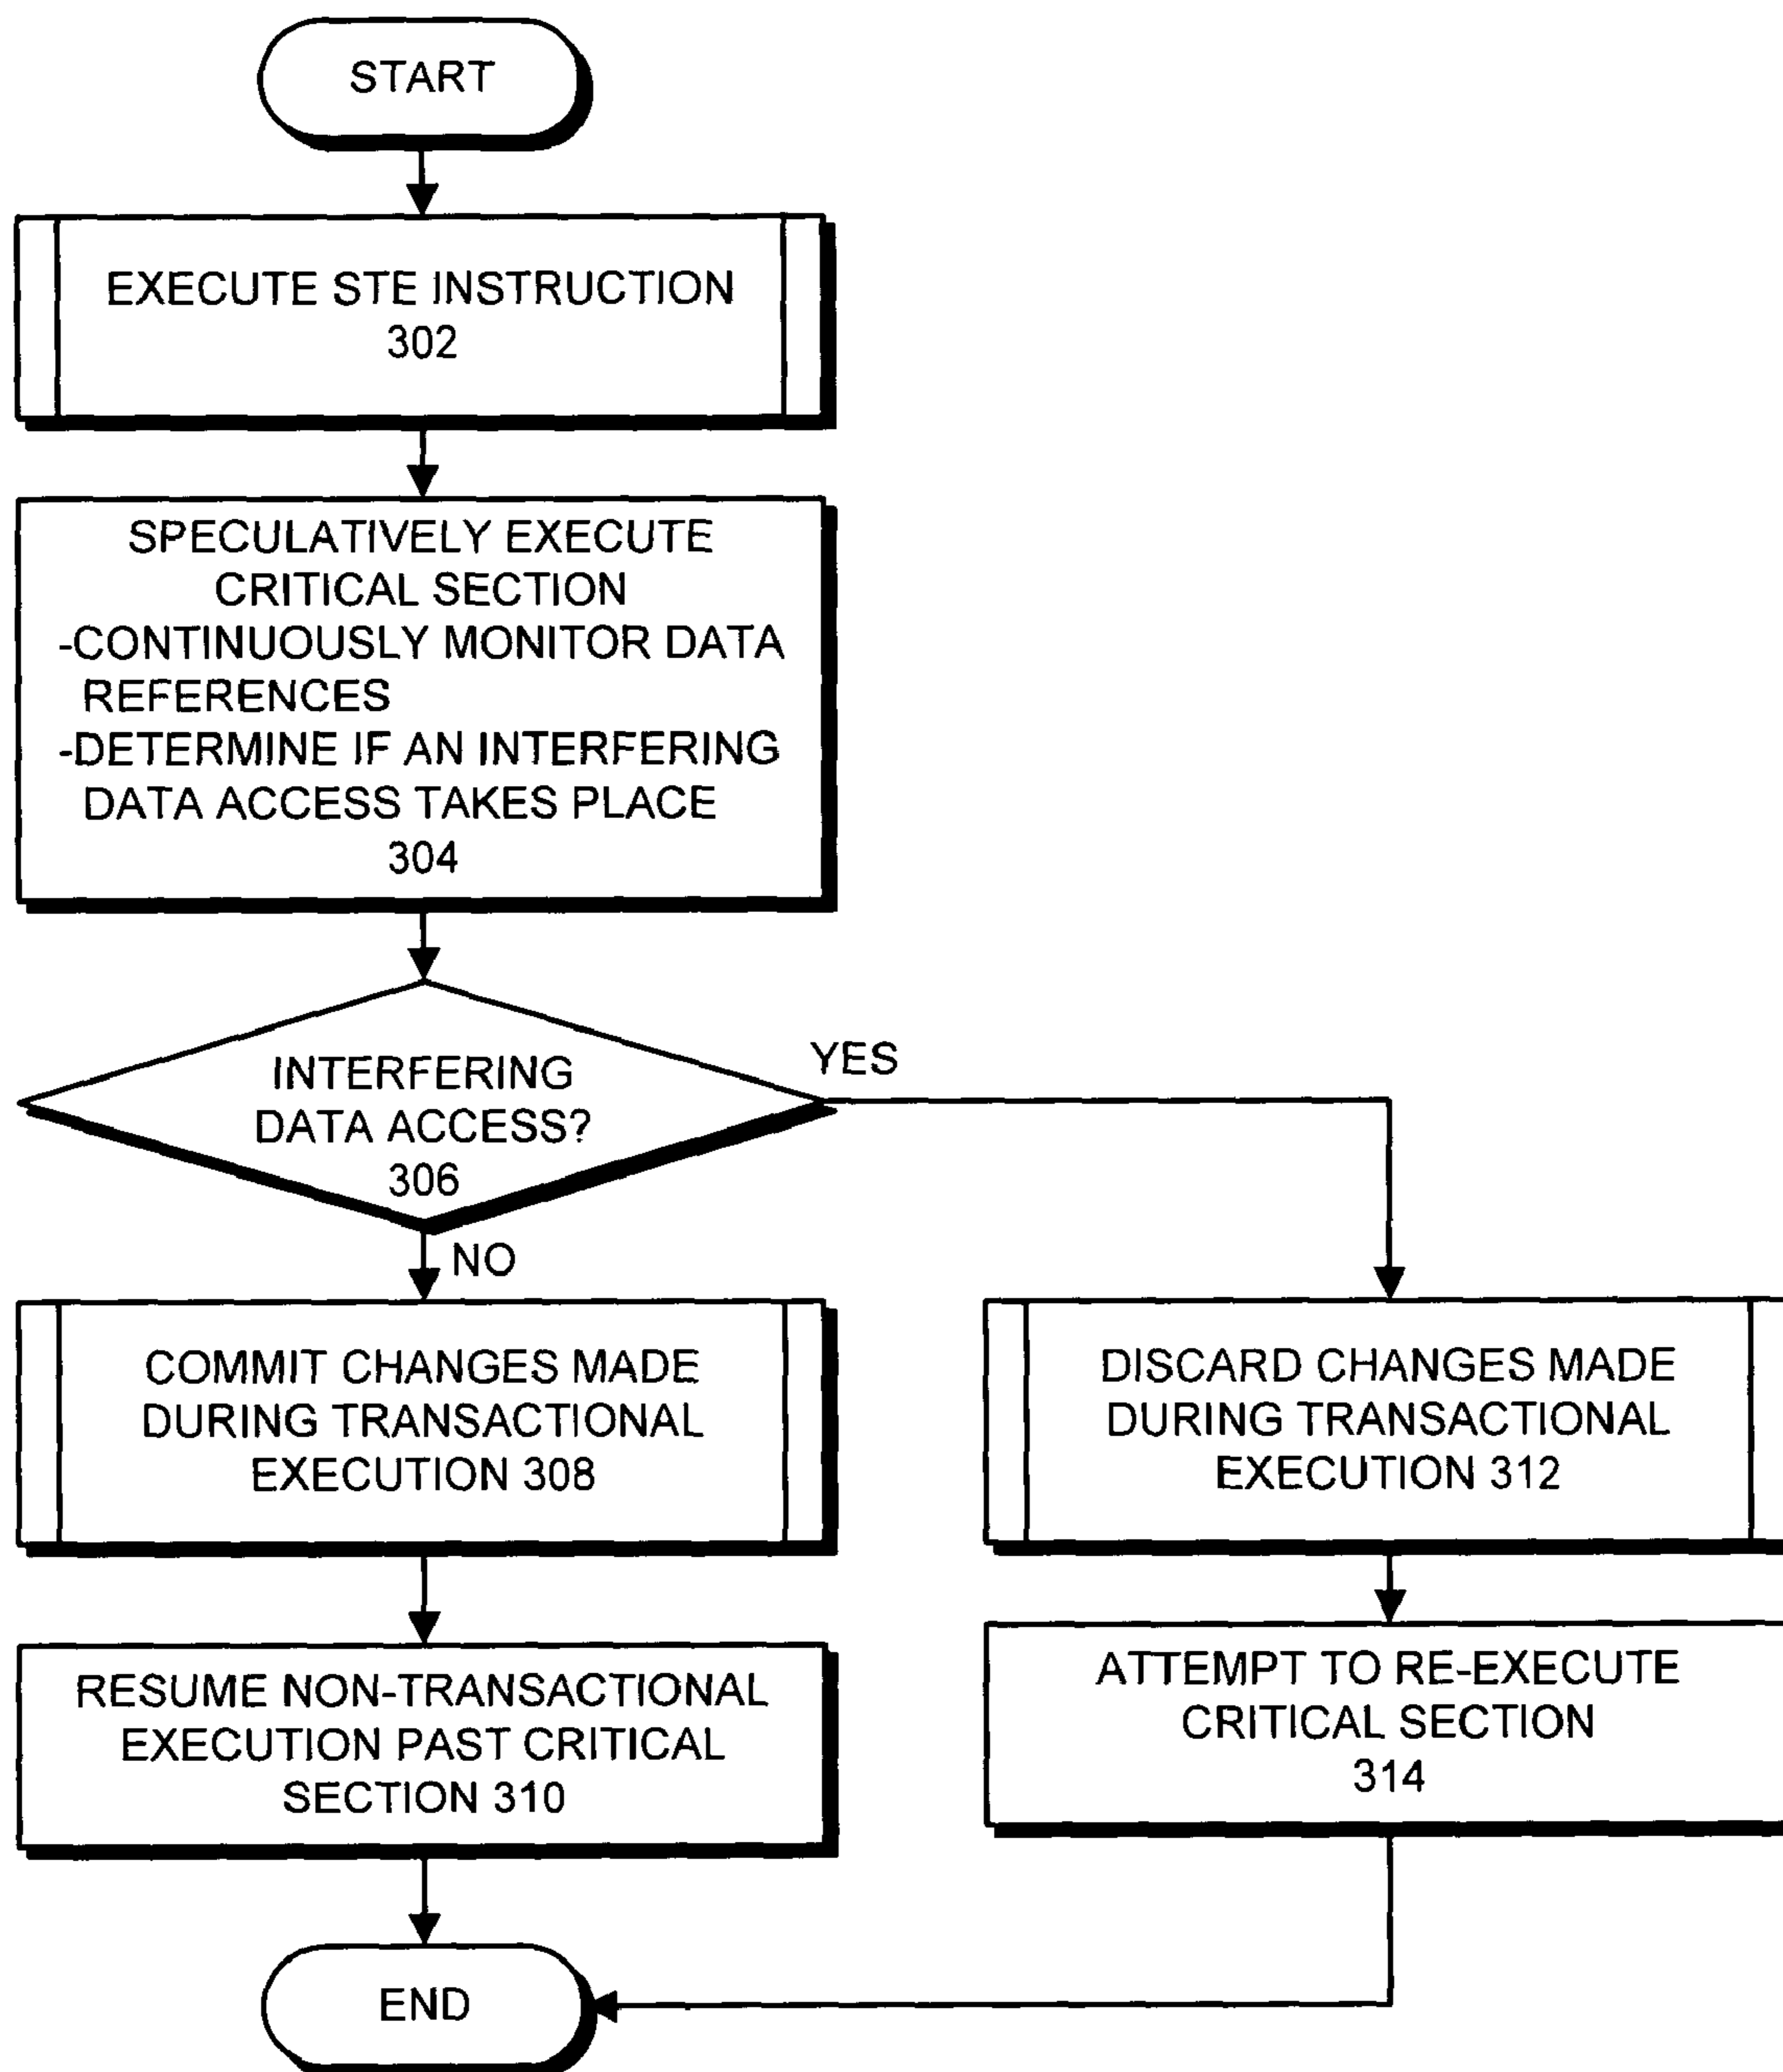 START
EXECUTE STE INSTRUCTION
302
SPECULATIVELY EXECUTE
CRITICAL SECTION
-CONTINUOUSLY MONITOR DATA
REFERENCES
-DETERMINE IF AN INTERFERING
DATA ACCESS TAKES PLACE
304
INTERFERING
DATA ACCESS?
306
YES
NO
COMMIT CHANGES MADE
DURING TRANSACTIONAL
EXECUTION 308
DISCARD CHANGES MADE
DURING TRANSACTIONAL
EXECUTION 312
RESUME NON-TRANSACTIONAL
EXECUTION PAST CRITICAL
SECTION 310
ATTEMPT TO RE-EXECUTE
CRITICAL SECTION
314
END